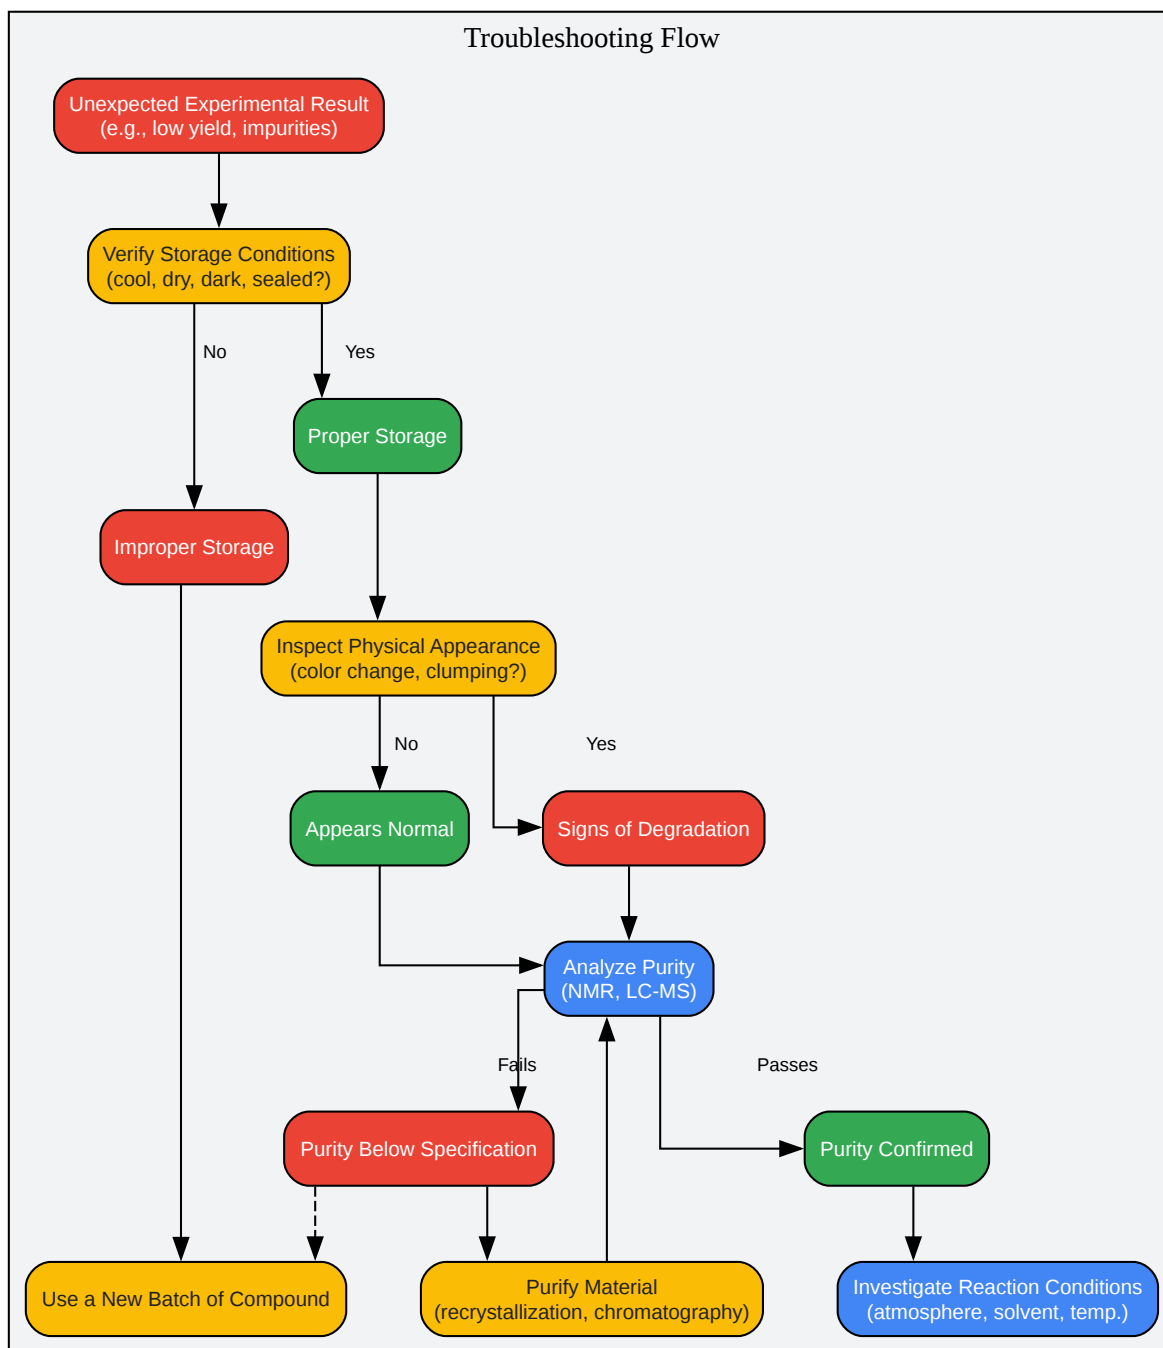 Troubleshooting Flow
Unexpected Experimental Result
(e.g., low yield, impurities)
Verify Storage Conditions
(cool, dry, dark, sealed?)
No
Yes
Proper Storage
Improper Storage
Inspect Physical Appearance
(color change, clumping?)
No
Yes
Appears Normal
Signs of Degradation
Analyze Purity
(NMR, LC-MS)
Fails
Passes
Purity Below Specification
Purity Confirmed
Use a New Batch of Compound
Purify Material
(recrystallization, chromatography)
Investigate Reaction Conditions
(atmosphere, solvent, temp.)